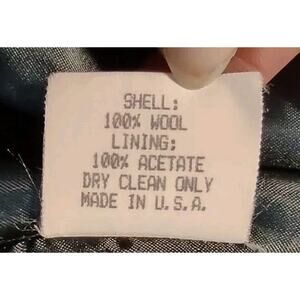 SHELL:
100% WOOL
LINING:
100% ACETATE
DRY CLEAN ONLY
MADE IN U.S.A.